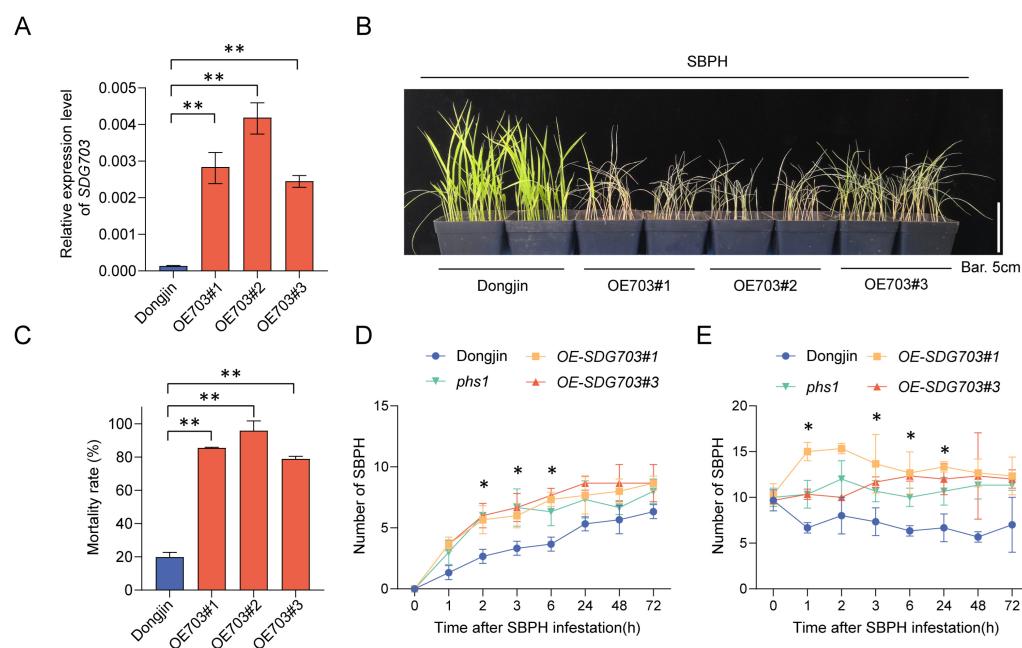 A
Relative expression level
of SDG703
0.005
0.004
0.003
0.002
0.001
0.000
**
**
**
Dongjin
OE703#1
OE703#2
OE703#3
B
SBPH
Dongjin
OE703#1
OE703#2
OE703#3
Bar. 5cm
C
Mortality rate (%)
100
80
60
40
20
0
**
**
**
Dongjin
OE703#1
OE703#2
OE703#3
D
Dongjin
OE-SDG703#1
phs1
OE-SDG703#3
Number of SBPH
15
10
5
0
* * *
0 1 2 3 6 24 48 72
Time after SBPH infestation(h)
E
Dongjin
OE-SDG703#1
phs1
OE-SDG703#3
Number of SBPH
20
15
10
5
0
* * * *
0 1 2 3 6 24 48 72
Time after SBPH infestation(h)